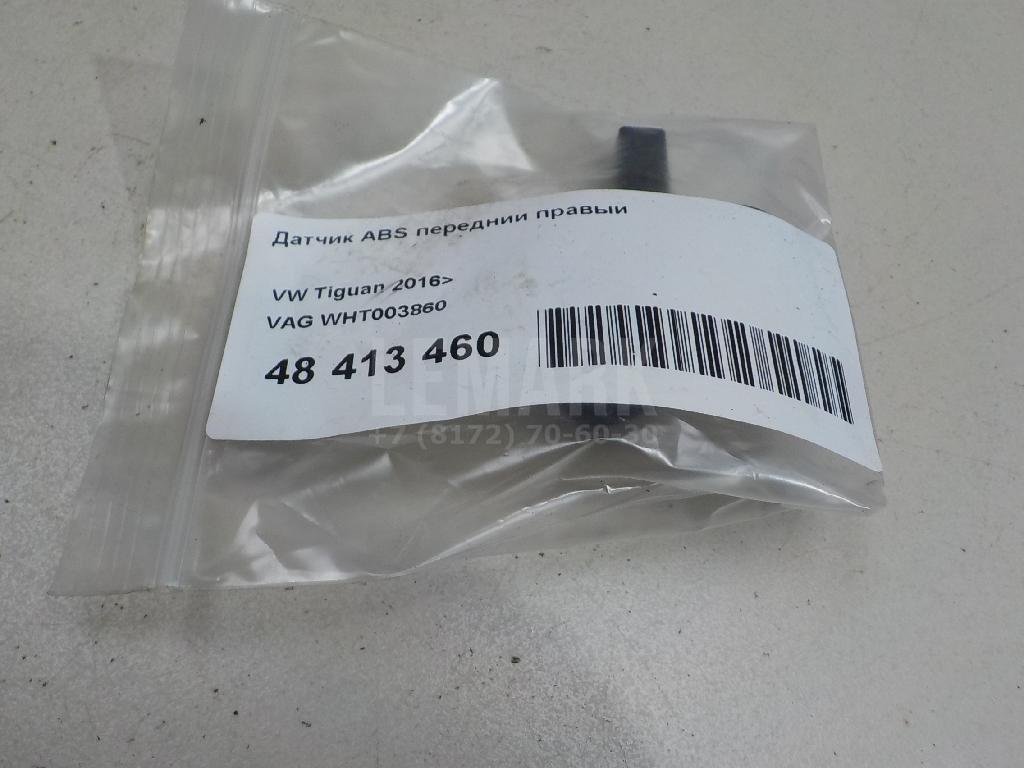 Датчик ABS передний правый
VW Tiguan 2016>
VAG WHT003860
48 413 460
LEMARK
+7 (8172) 70-60-30